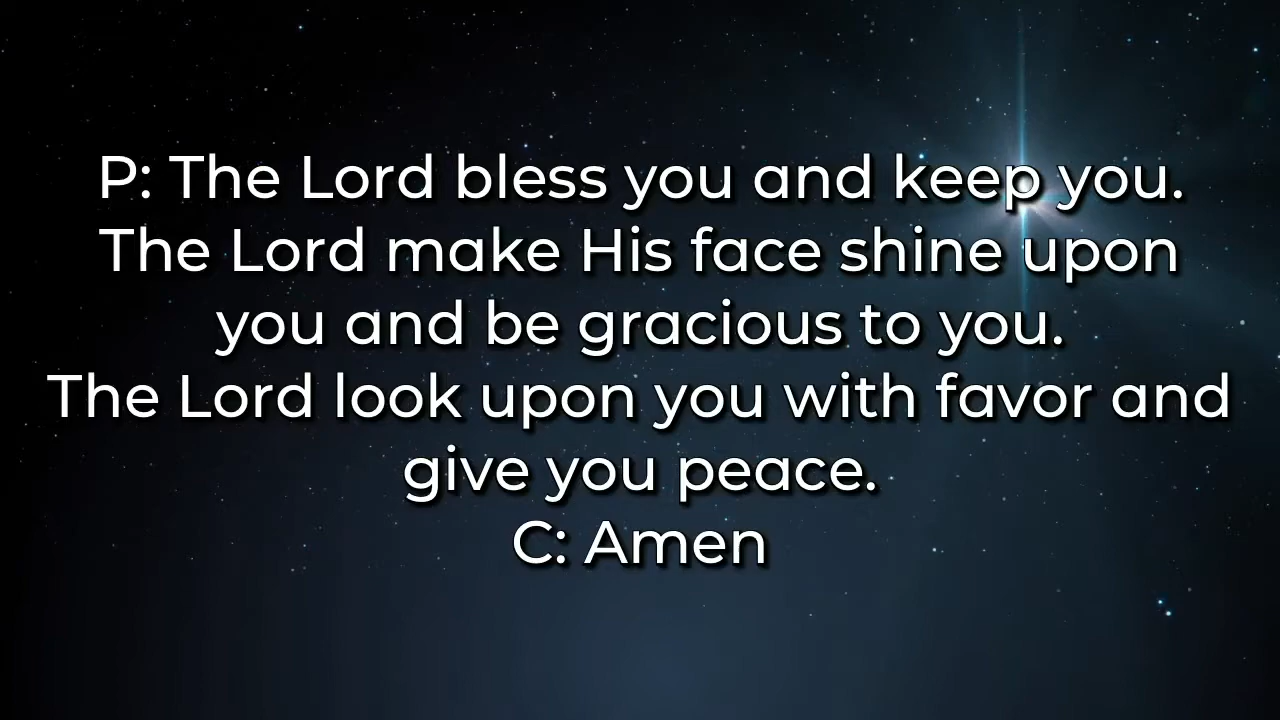 P: The Lord bless you and keep you.
The Lord make His face shine upon
you and be gracious to you.
The Lord look upon you with favor and
give you peace.
C: Amen